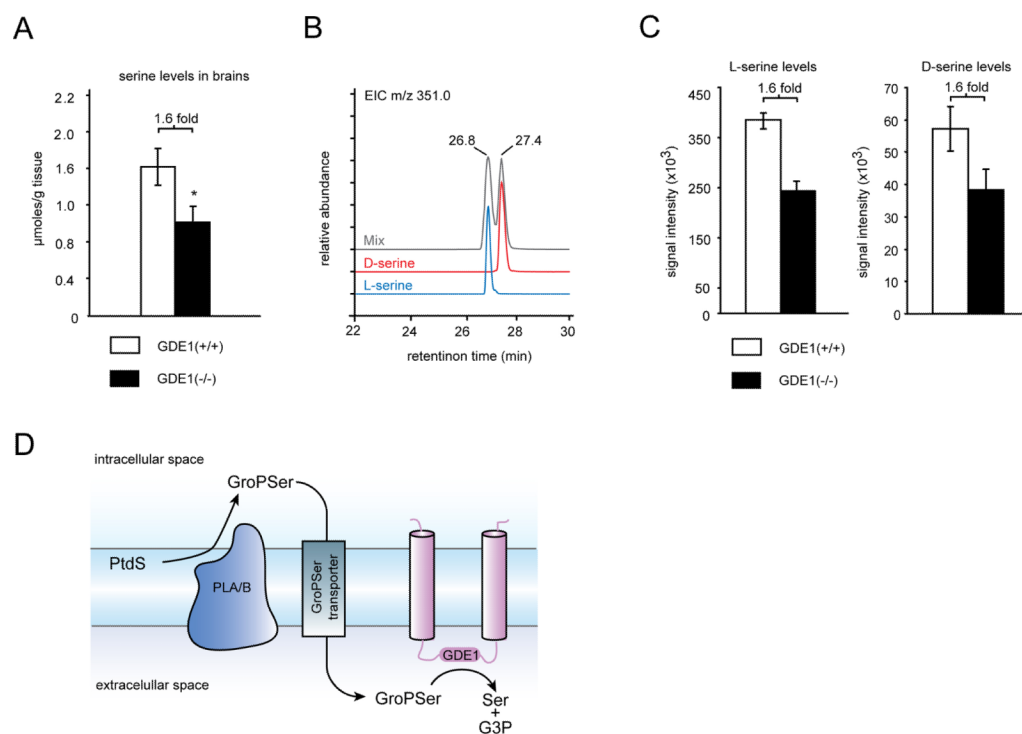 A
serine levels in brains
1.6 fold
2.2
2.0
1.6
1.0
0.8
0.4
0
*
µmoles/g tissue
GDE1(+/+)
GDE1(-/-)
B
EIC m/z 351.0
26.8
27.4
Mix
D-serine
L-serine
relative abundance
22
24
26
28
30
retentinon time (min)
C
L-serine levels
1.6 fold
450
350
250
150
50
0
signal intensity (x10³)
D-serine levels
1.6 fold
70
60
50
40
30
20
10
0
signal intensity (x10³)
GDE1(+/+)
GDE1(-/-)
D
intracellular space
GroPSer
PtdS
PLA/B
GroPSer
transporter
GDE1
extracelullar space
GroPSer
Ser
+
G3P